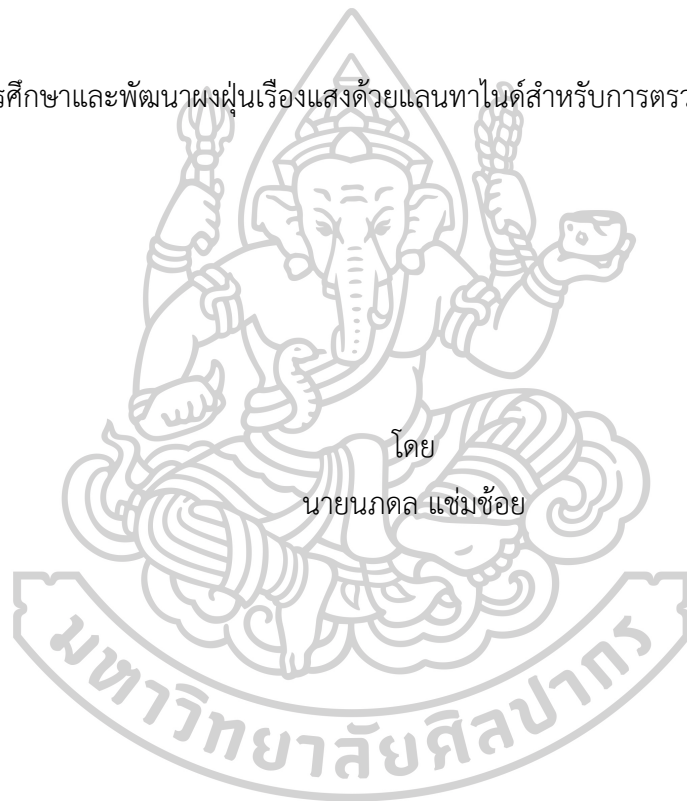 รศึกษาและพัฒนาผงฝุ่นเรืองแสงด้วยแลนทาไนด์สำหรับการตรว
โดย
นายนภดล แช่มช้อย
มหาวิทยาลัยศิลปากร